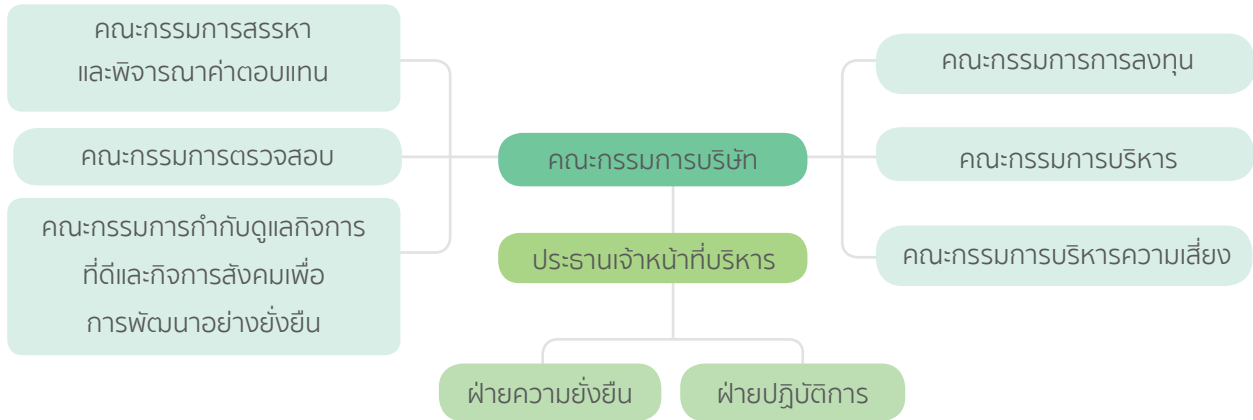 คณะกรรมการสรรหา
และพิจารณาค่าตอบแทน
คณะกรรมการตรวจสอบ
คณะกรรมการกำกับดูแลกิจการ
ที่ดีและกิจการสังคมเพื่อ
การพัฒนาอย่างยั่งยืน
คณะกรรมการบริษัท
ประธานเจ้าหน้าที่บริหาร
ฝ่ายความยั่งยืน
ฝ่ายปฏิบัติการ
คณะกรรมการการลงทุน
คณะกรรมการบริหาร
คณะกรรมการบริหารความเสี่ยง